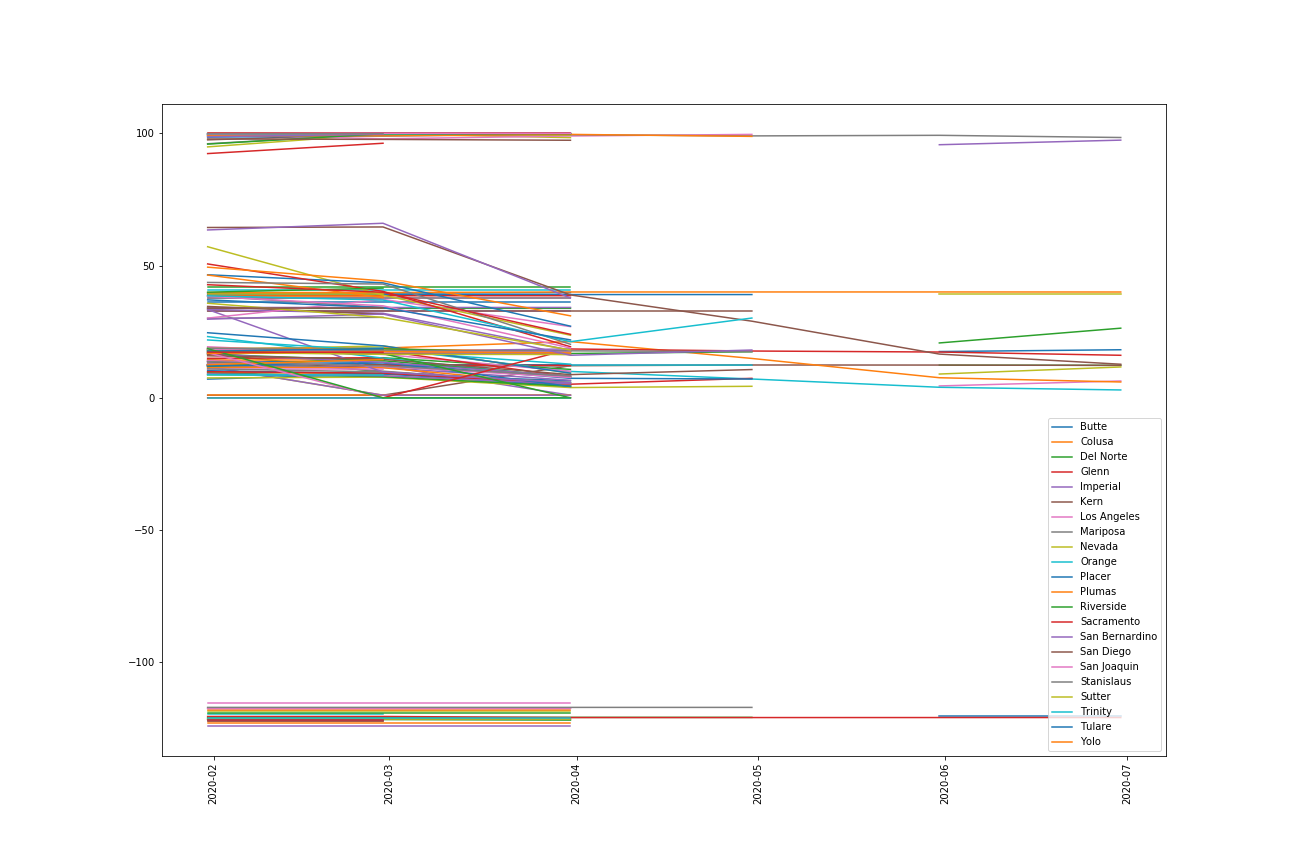 100
50
0
−50
−100
2020-02
2020-03
2020-04
2020-05
2020-06
2020-07
Butte
Colusa
Del Norte
Glenn
Imperial
Kern
Los Angeles
Mariposa
Nevada
Orange
Placer
Plumas
Riverside
Sacramento
San Bernardino
San Diego
San Joaquin
Stanislaus
Sutter
Trinity
Tulare
Yolo